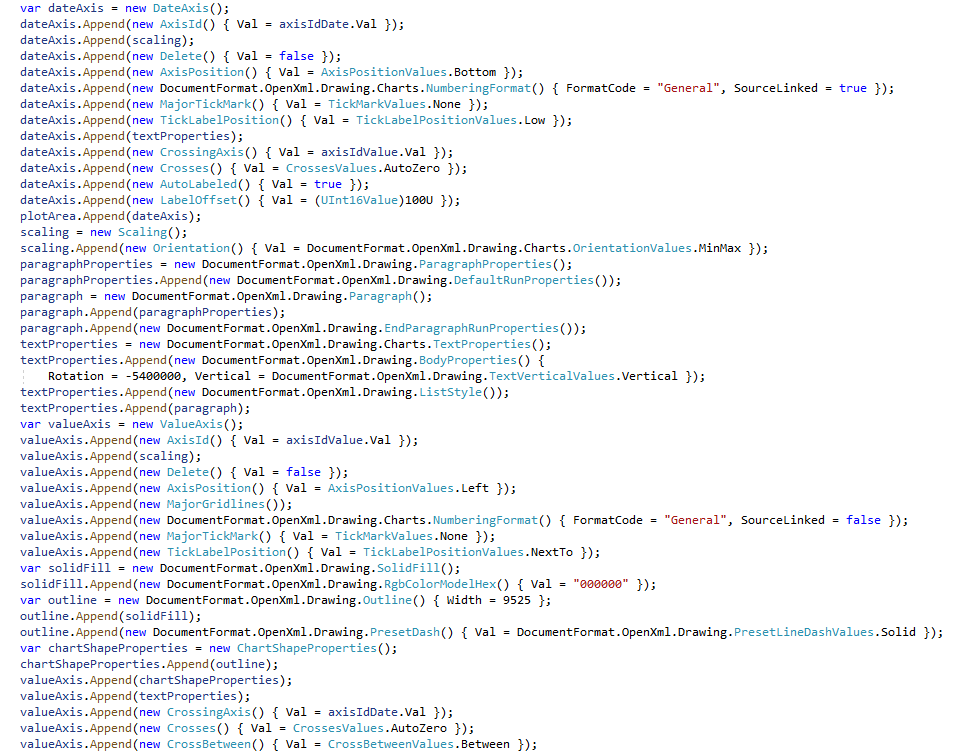 var dateAxis = new DateAxis();
dateAxis.Append(new AxisId() { Val = axisIdDate.Val });
dateAxis.Append(scaling);
dateAxis.Append(new Delete() { Val = false });
dateAxis.Append(new AxisPosition() { Val = AxisPositionValues.Bottom });
dateAxis.Append(new DocumentFormat.OpenXml.Drawing.Charts.NumberingFormat() { FormatCode = "General", SourceLinked = true });
dateAxis.Append(new MajorTickMark() { Val = TickMarkValues.None });
dateAxis.Append(new TickLabelPosition() { Val = TickLabelPositionValues.Low });
dateAxis.Append(textProperties);
dateAxis.Append(new CrossingAxis() { Val = axisIdValue.Val });
dateAxis.Append(new Crosses() { Val = CrossesValues.AutoZero });
dateAxis.Append(new AutoLabeled() { Val = true });
dateAxis.Append(new LabelOffset() { Val = (UInt16Value)100U });
plotArea.Append(dateAxis);
scaling = new Scaling();
scaling.Append(new Orientation() { Val = DocumentFormat.OpenXml.Drawing.Charts.OrientationValues.MinMax });
paragraphProperties = new DocumentFormat.OpenXml.Drawing.ParagraphProperties();
paragraphProperties.Append(new DocumentFormat.OpenXml.Drawing.DefaultRunProperties());
paragraph = new DocumentFormat.OpenXml.Drawing.Paragraph();
paragraph.Append(paragraphProperties);
paragraph.Append(new DocumentFormat.OpenXml.Drawing.EndParagraphRunProperties());
textProperties = new DocumentFormat.OpenXml.Drawing.Charts.TextProperties();
textProperties.Append(new DocumentFormat.OpenXml.Drawing.BodyProperties() {
    Rotation = -5400000, Vertical = DocumentFormat.OpenXml.Drawing.TextVerticalValues.Vertical });
textProperties.Append(new DocumentFormat.OpenXml.Drawing.ListStyle());
textProperties.Append(paragraph);
var valueAxis = new ValueAxis();
valueAxis.Append(new AxisId() { Val = axisIdValue.Val });
valueAxis.Append(scaling);
valueAxis.Append(new Delete() { Val = false });
valueAxis.Append(new AxisPosition() { Val = AxisPositionValues.Left });
valueAxis.Append(new MajorGridlines());
valueAxis.Append(new DocumentFormat.OpenXml.Drawing.Charts.NumberingFormat() { FormatCode = "General", SourceLinked = false });
valueAxis.Append(new MajorTickMark() { Val = TickMarkValues.None });
valueAxis.Append(new TickLabelPosition() { Val = TickLabelPositionValues.NextTo });
var solidFill = new DocumentFormat.OpenXml.Drawing.SolidFill();
solidFill.Append(new DocumentFormat.OpenXml.Drawing.RgbColorModelHex() { Val = "000000" });
var outline = new DocumentFormat.OpenXml.Drawing.Outline() { Width = 9525 };
outline.Append(solidFill);
outline.Append(new DocumentFormat.OpenXml.Drawing.PresetDash() { Val = DocumentFormat.OpenXml.Drawing.PresetLineDashValues.Solid });
var chartShapeProperties = new ChartShapeProperties();
chartShapeProperties.Append(outline);
valueAxis.Append(chartShapeProperties);
valueAxis.Append(textProperties);
valueAxis.Append(new CrossingAxis() { Val = axisIdDate.Val });
valueAxis.Append(new Crosses() { Val = CrossesValues.AutoZero });
valueAxis.Append(new CrossBetween() { Val = CrossBetweenValues.Between });